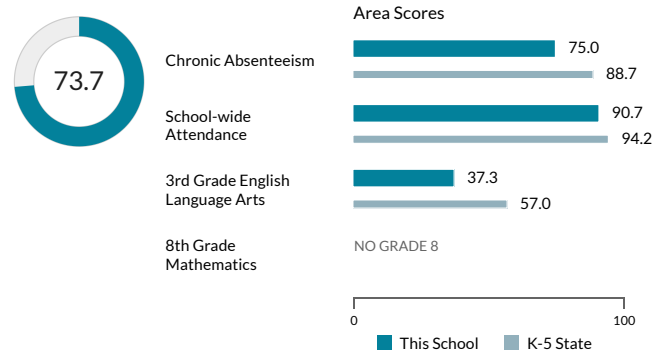 Area Scores
73.7
Chronic Absenteeism
75.0
88.7
School-wide
Attendance
90.7
94.2
3rd Grade English
Language Arts
37.3
57.0
8th Grade
Mathematics
NO GRADE 8
0
100
This School
K-5 State